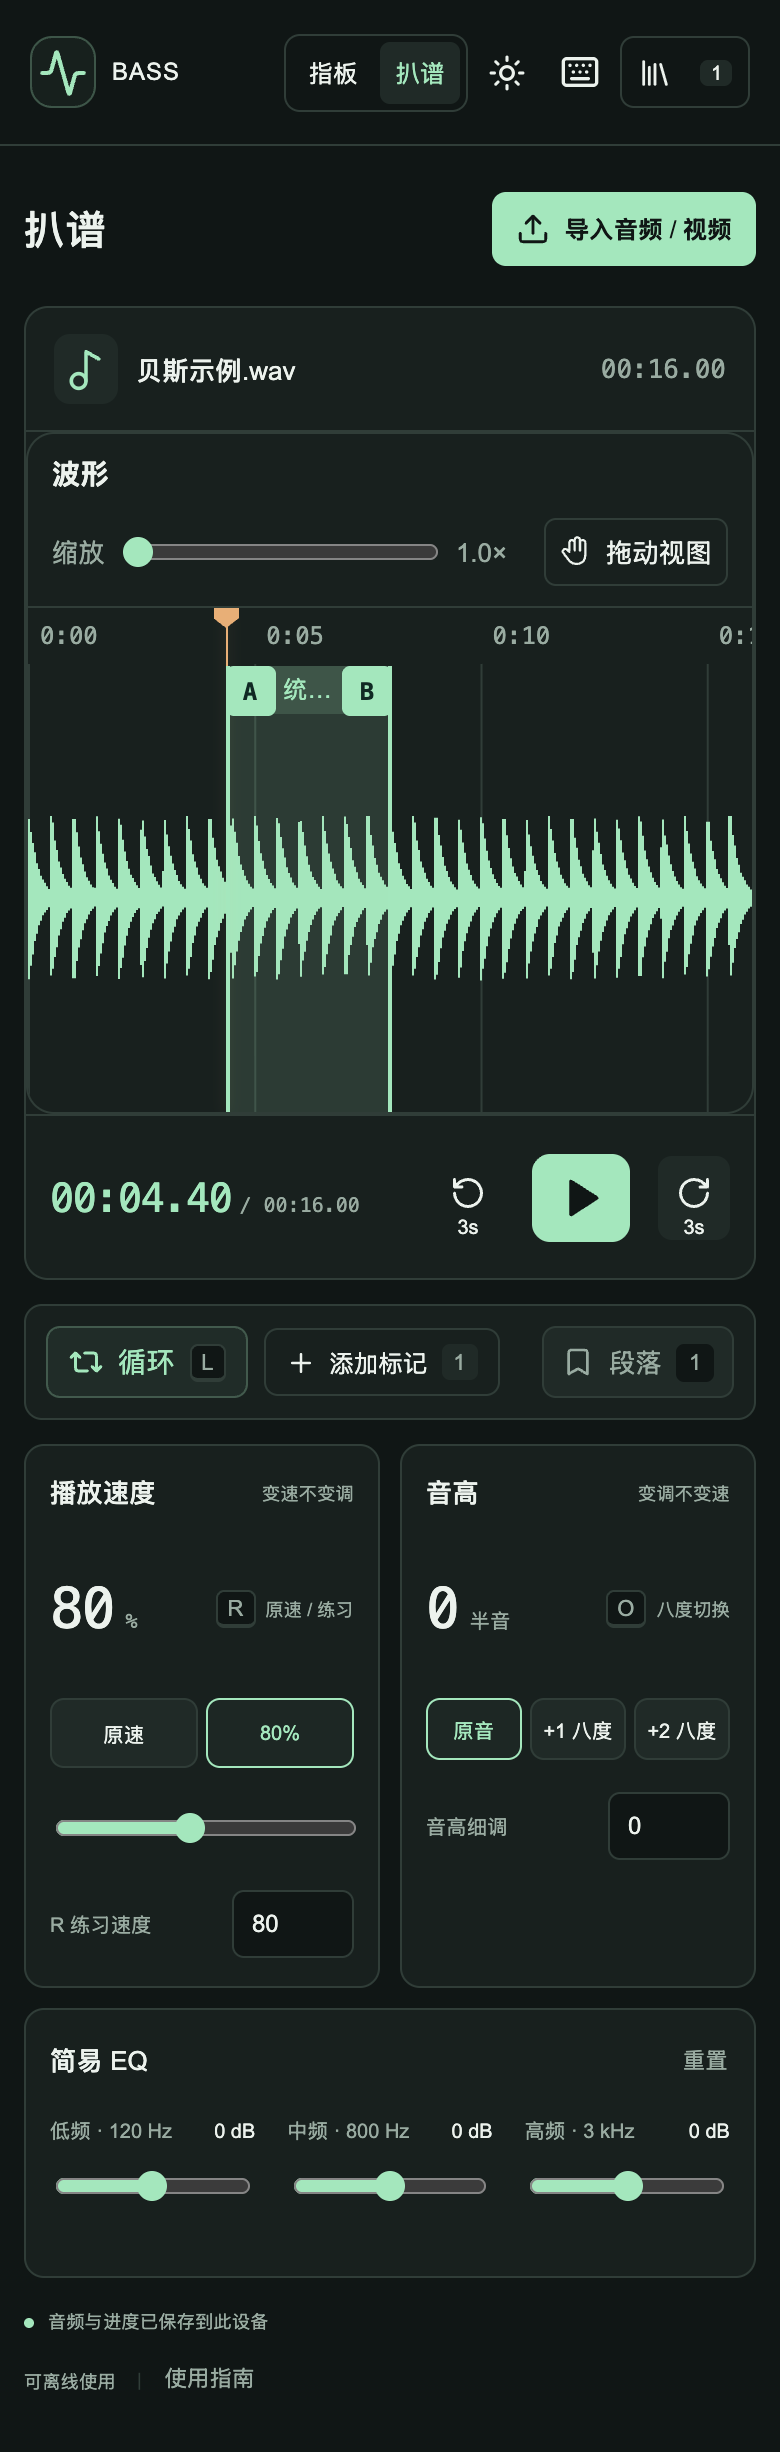 BASS 指板 扒谱 1
扒谱 导入音频 / 视频
贝斯示例.wav 00:16.00
波形
缩放 1.0× 拖动视图
0:00 0:05 0:10 0:1
A 统… B
00:04.40 / 00:16.00 3s 3s
循环 L 添加标记 1 段落 1
播放速度 变速不变调
80 % R 原速 / 练习
原速 80%
R 练习速度 80
音高 变调不变速
0 半音 O 八度切换
原音 +1 八度 +2 八度
音高细调 0
简易 EQ 重置
低频 · 120 Hz 0 dB 中频 · 800 Hz 0 dB 高频 · 3 kHz 0 dB
音频与进度已保存到此设备
可离线使用 | 使用指南